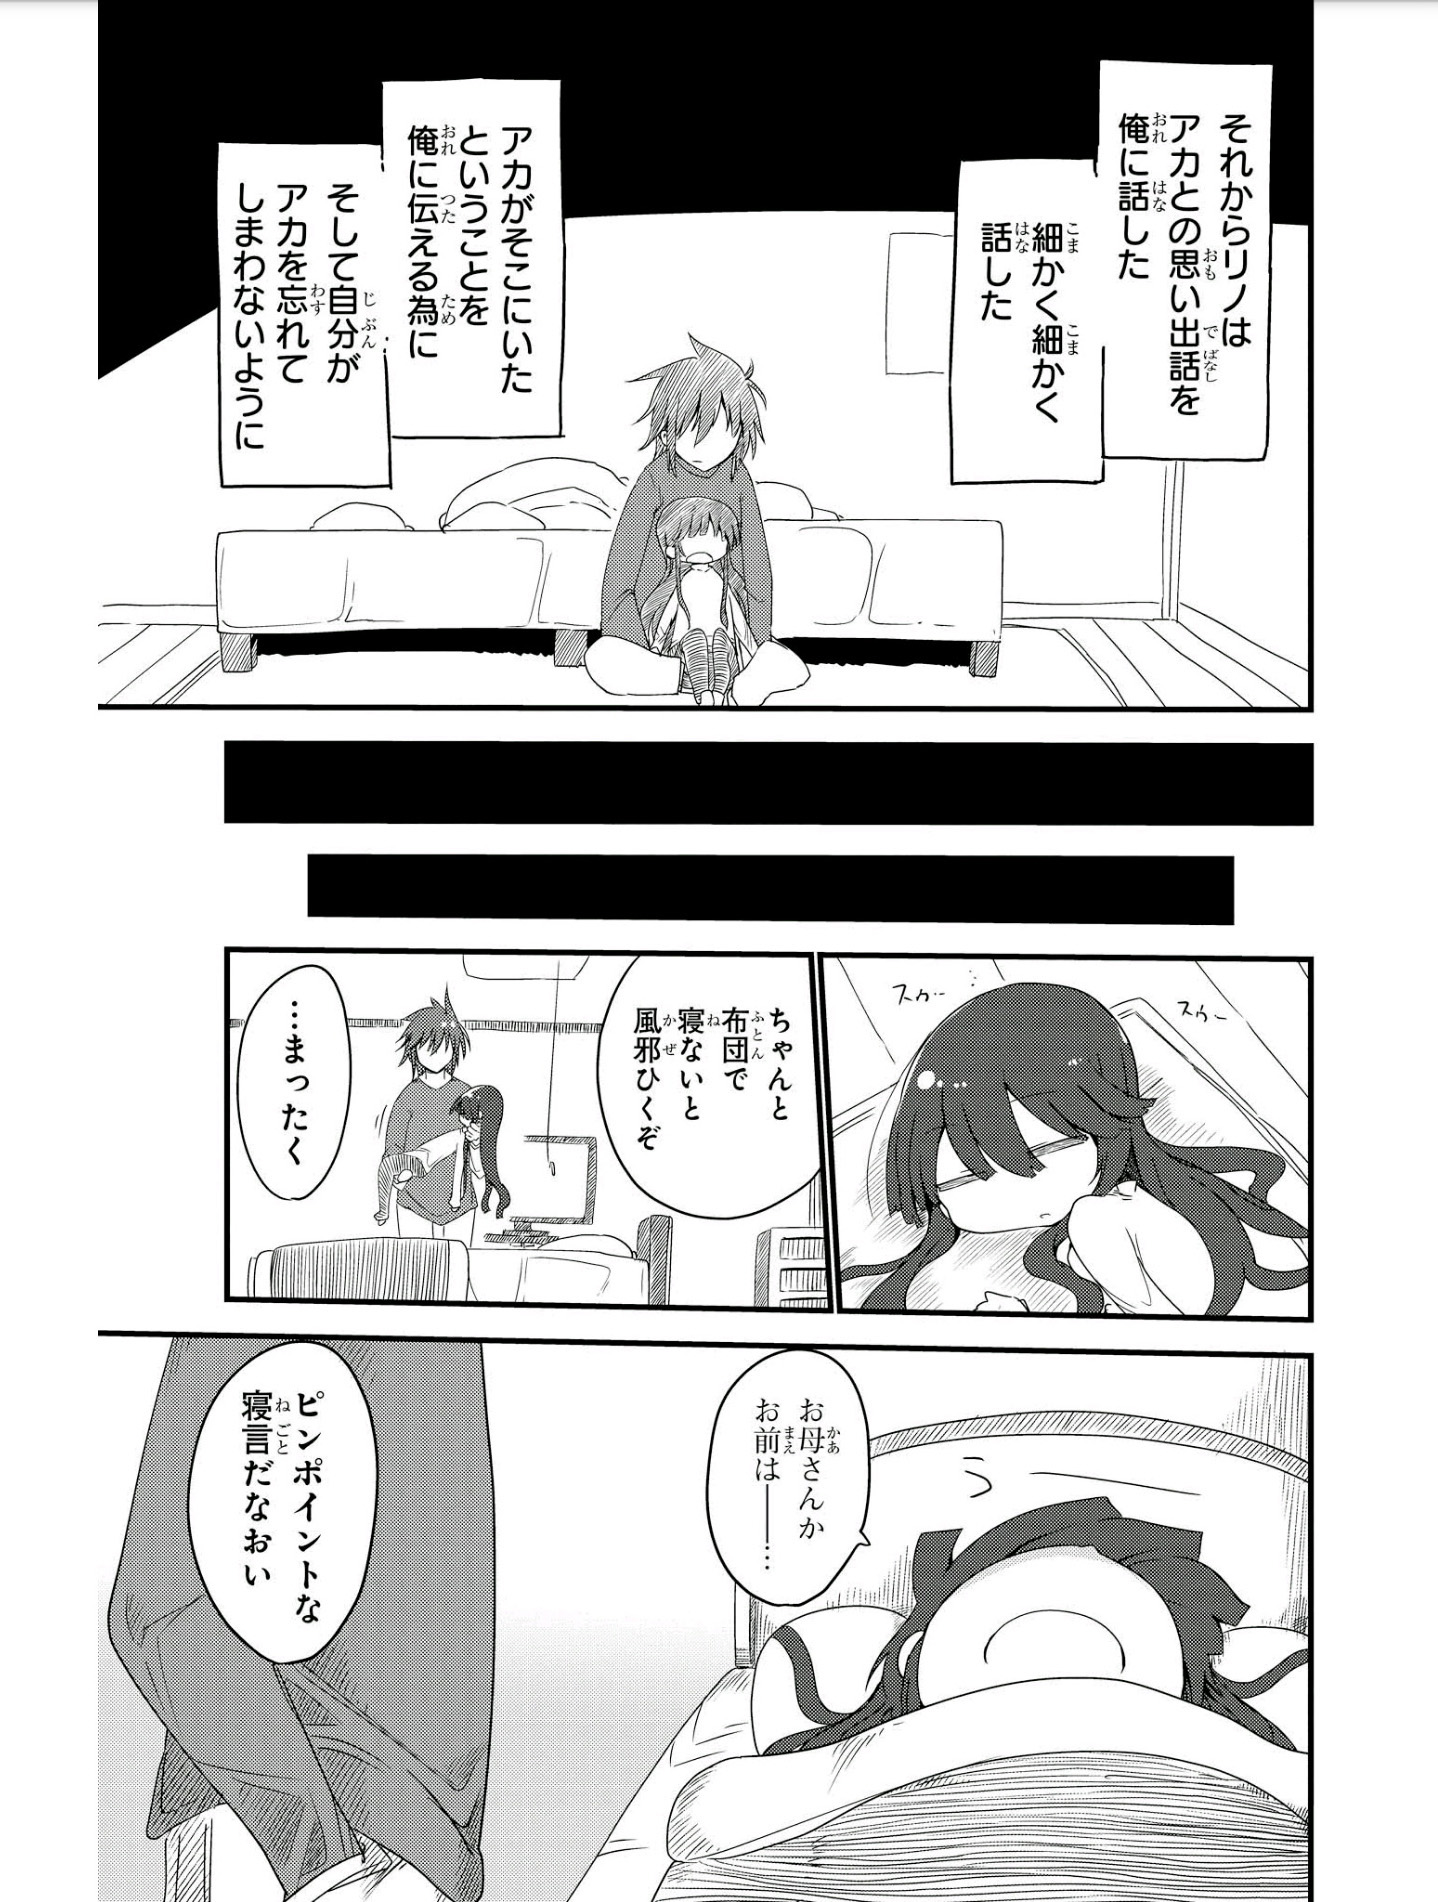 それからリノは
アカとの思い出話を
俺に話した
細かく細かく
話した
アカがそこにいた
ということを
俺に伝える為に
そして自分が
アカを忘れて
しまわないように
スゥー
スゥー…
ちゃんと
布団で
寝ないと
風邪ひくぞ
…まったく
う
お母さんか
お前は――…
ピンポイントな
寝言だなおい